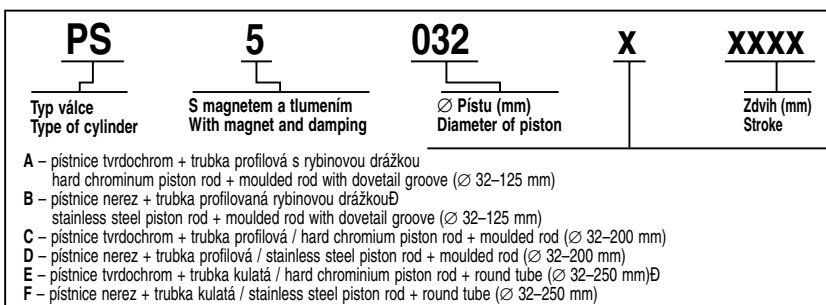 PS 5 032 x xxxx
Typ válce S magnetem a tlumením ∅ Pístu (mm) Zdvih (mm)
Type of cylinder With magnet and damping Diameter of piston Stroke
A – pístnice tvrdochrom + trubka profilová s rybinovou drážkou
hard chrominum piston rod + moulded rod with dovetail groove (∅ 32–125 mm)
B – pístnice nerez + trubka profilovaná rybinovou drážkouĐ
stainless steel piston rod + moulded rod with dovetail groove (∅ 32–125 mm)
C – pístnice tvrdochrom + trubka profilová / hard chromium piston rod + moulded rod (∅ 32–200 mm)
D – pístnice nerez + trubka profilová / stainless steel piston rod + moulded rod (∅ 32–200 mm)
E – pístnice tvrdochrom + trubka kulatá / hard chrominium piston rod + round tube (∅ 32–250 mm)Đ
F – pístnice nerez + trubka kulatá / stainless steel piston rod + round tube (∅ 32–250 mm)